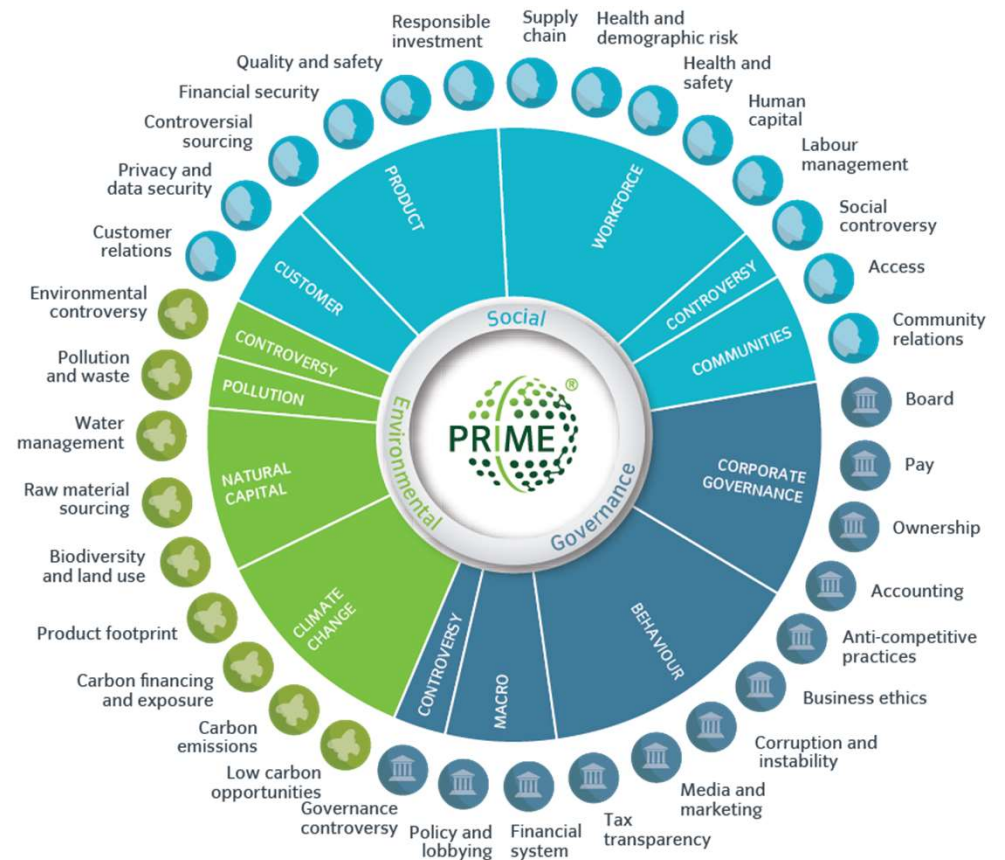 Responsible
investment
Supply
chain
Health and
demographic risk
Quality and safety
Health and
safety
Financial security
Human
capital
Controversial
sourcing
Labour
management
Privacy and
data security
Social
controversy
Customer
relations
Access
Environmental
controversy
Community
relations
Pollution
and waste
Board
Water
management
Pay
Raw material
sourcing
Ownership
Biodiversity
and land use
Accounting
Product footprint
Anti-competitive
practices
Carbon financing
and exposure
Business ethics
Carbon
emissions
Corruption and
instability
Low carbon
opportunities
Media and
marketing
Governance
controversy
Policy and
lobbying
Financial
system
Tax
transparency
PRODUCT
WORKFORCE
CUSTOMER
CONTROVERSY
COMMUNITIES
CONTROVERSY
POLLUTION
NATURAL
CAPITAL
CORPORATE
GOVERNANCE
CLIMATE
CHANGE
BEHAVIOUR
CONTROVERSY
MACRO
Social
Environmental
Governance
PRIME®